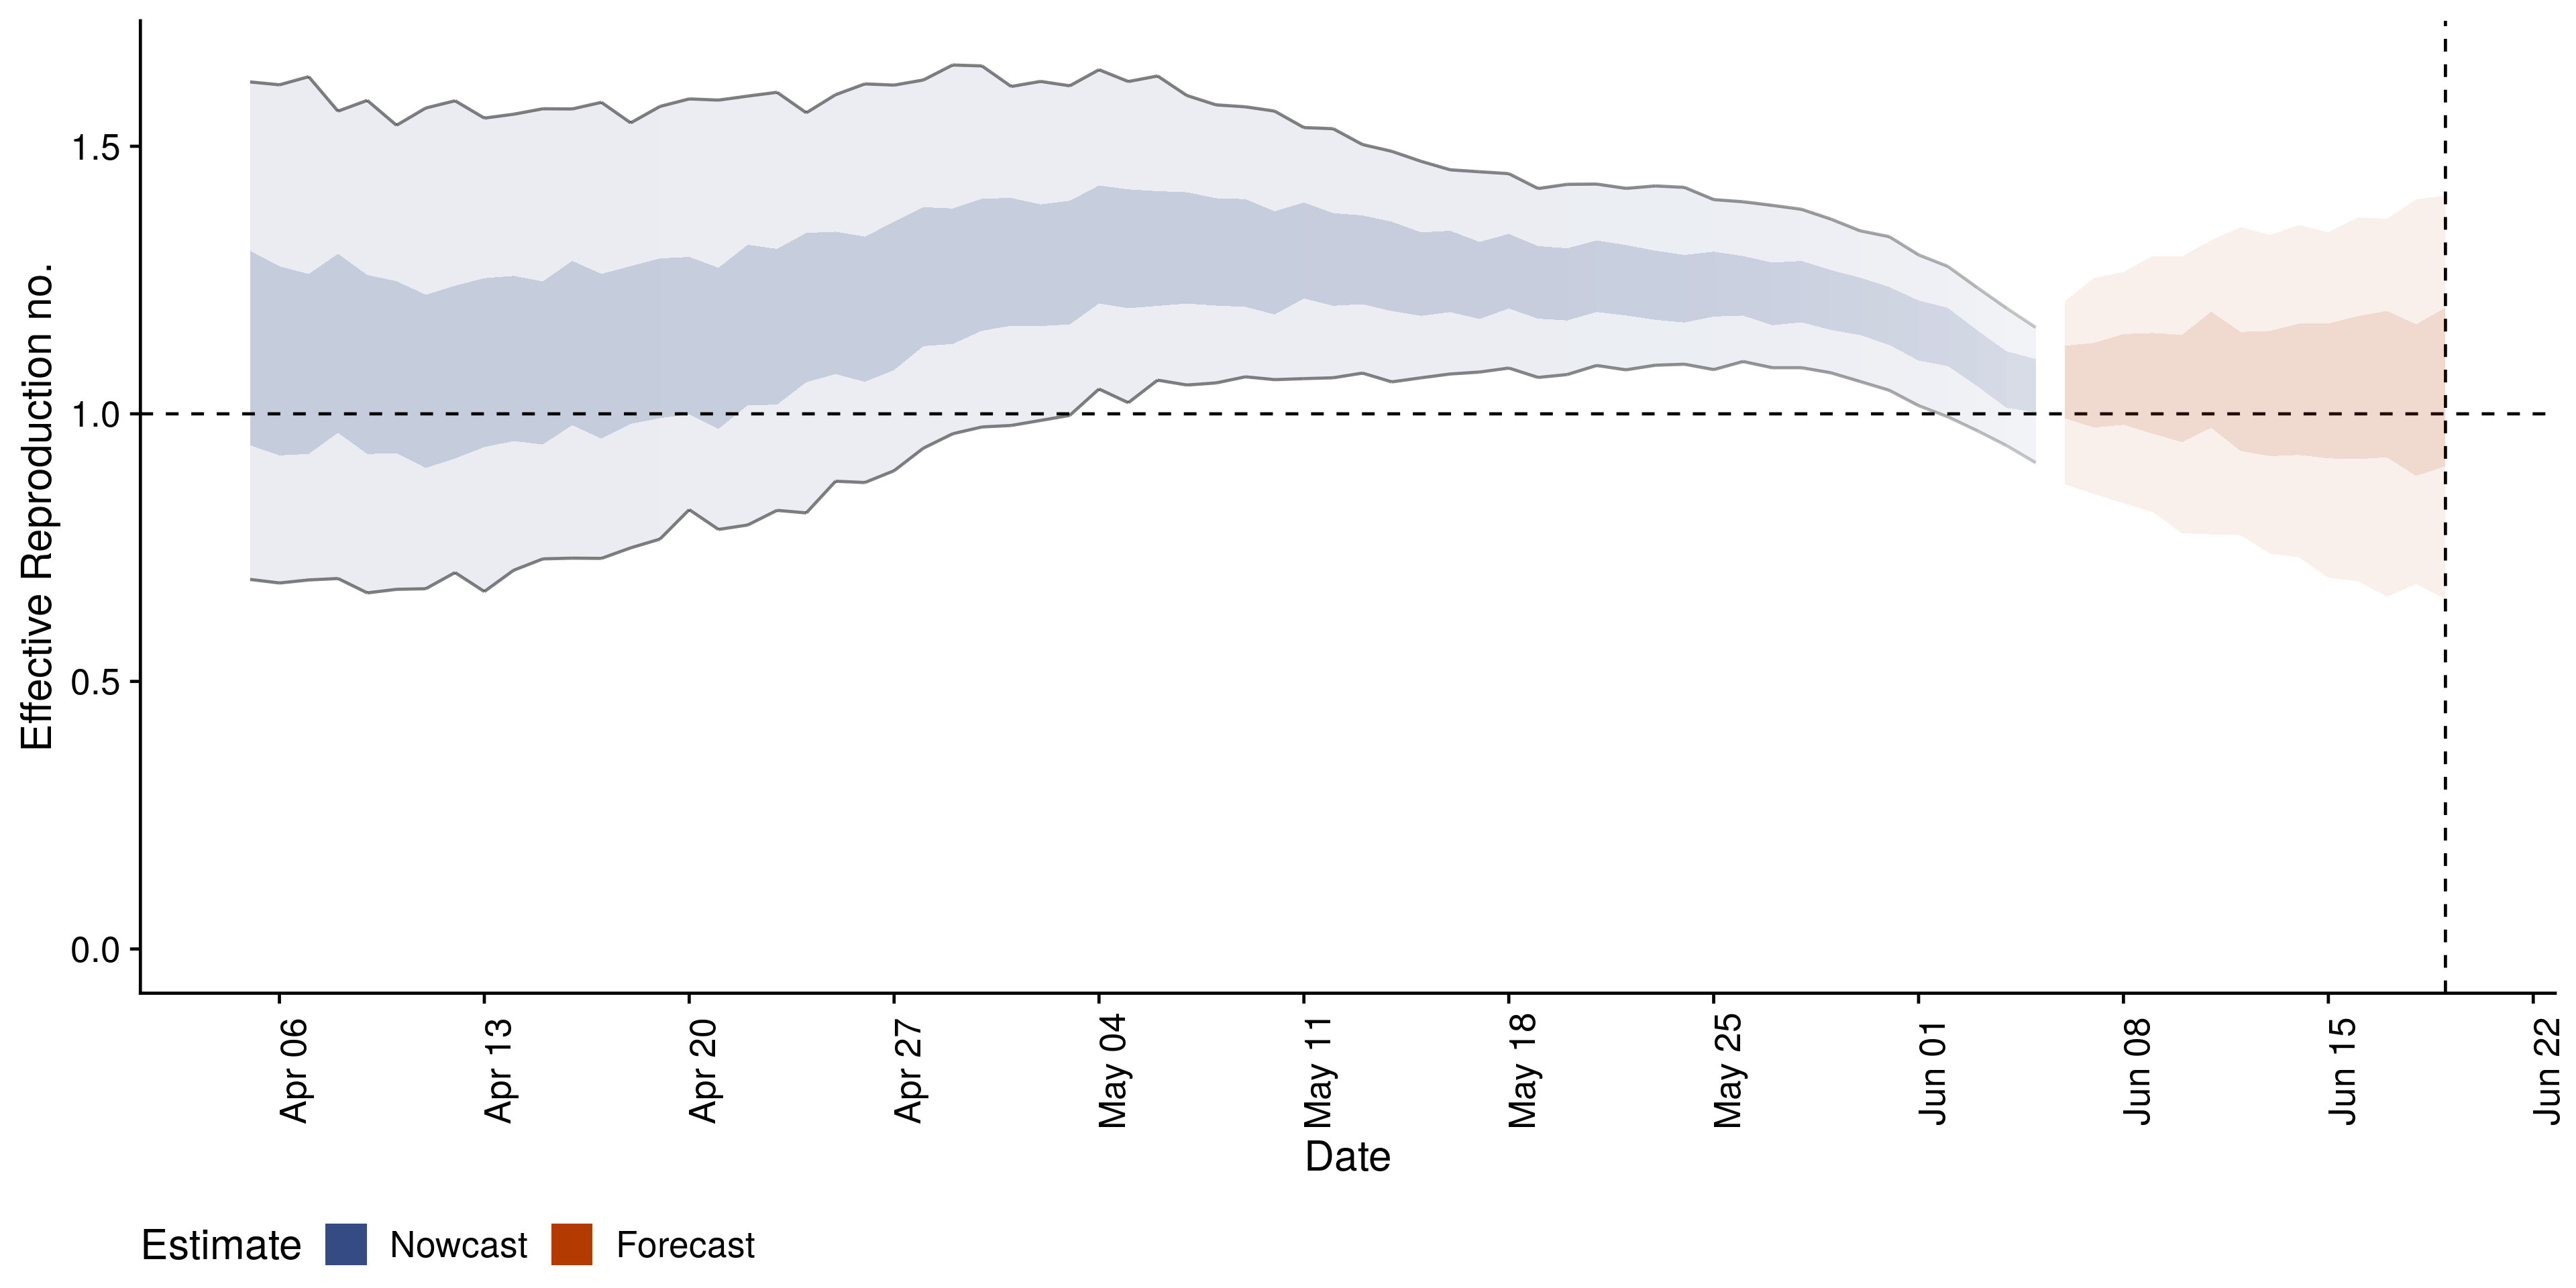 Effective Reproduction no.
1.5
1.0
0.5
0.0
Apr 06
Apr 13
Apr 20
Apr 27
May 04
May 11
May 18
May 25
Jun 01
Jun 08
Jun 15
Jun 22
Date
Estimate Nowcast Forecast